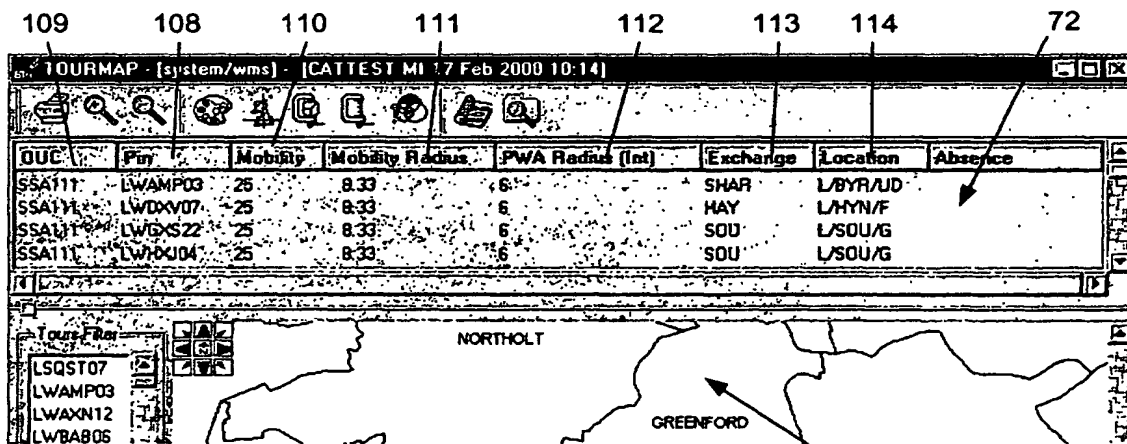 109 108 110 111 112 113 114 72
TOURMAP - [system/wms] - [CATTEST MI 17 Feb 2000 10:14]
OUC Pin Mobility Mobility Radius PWA Radius (Int) Exchange Location Absence
SSA111 LWAMP03 25 8.33 6 SHAR L/BYR/UD
SSA111 LWDXV07 25 8.33 6 HAY L/HYN/F
SSA111 LWGXS22 25 8.33 6 SOU L/SOU/G
SSA111 LWHXJ04 25 8.33 6 SOU L/SOU/G
Tours Filter
NORTHOLT
LSQST07
LWAMP03
LWAXN12
GREENFORD
LWBAB06